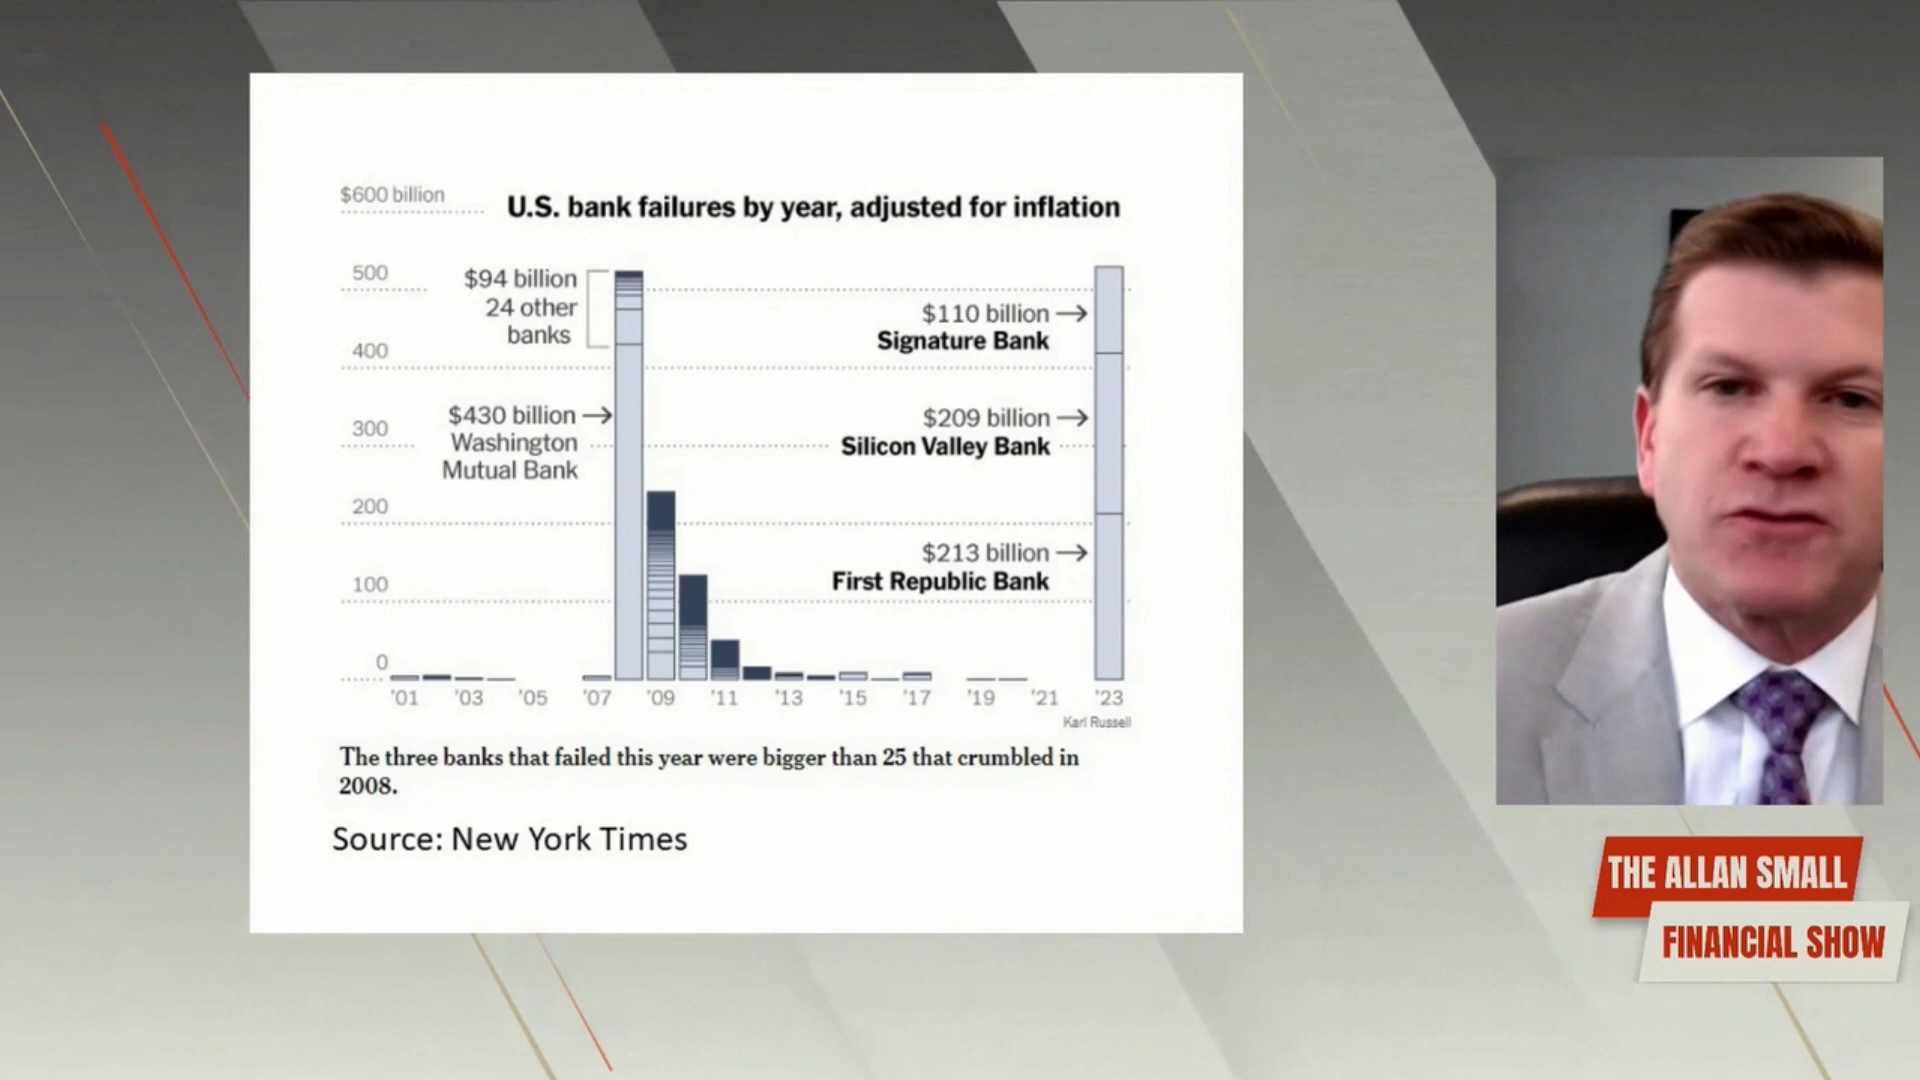 $600 billion
U.S. bank failures by year, adjusted for inflation
500
$94 billion
24 other
banks
$110 billion
Signature Bank
400
$430 billion
Washington
Mutual Bank
$209 billion
Silicon Valley Bank
300
200
$213 billion
First Republic Bank
100
0
'01 '03 '05 '07 '09 '11 '13 '15 '17 '19 '21 '23
Karl Russell
The three banks that failed this year were bigger than 25 that crumbled in
2008.
Source: New York Times
THE ALLAN SMALL
FINANCIAL SHOW